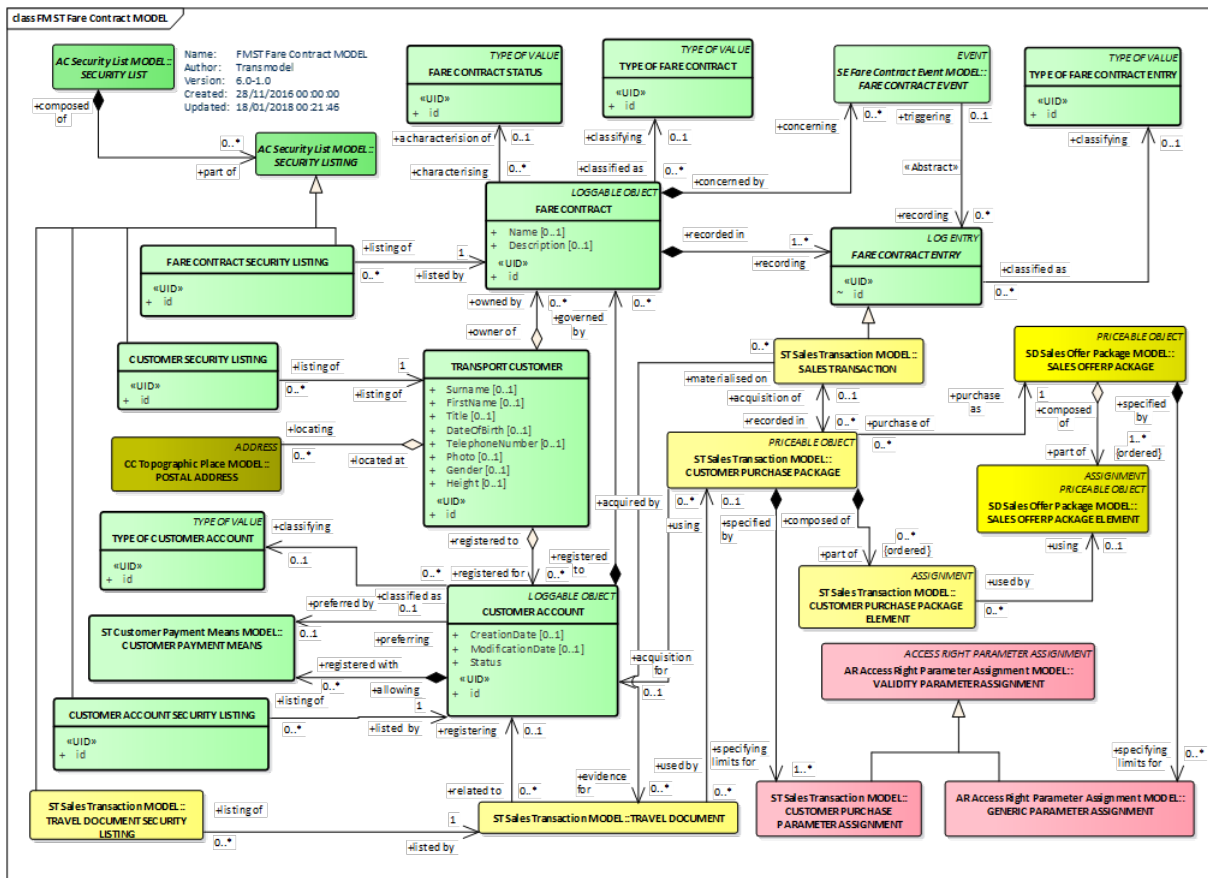 class FMST Fare Contract MODEL
AC Security List MODEL::
SECURITY LIST
Name: FMST Fare Contract MODEL
Author: Transmodel
Version: 6.0-1.0
Created: 28/11/2016 00:00:00
Updated: 18/01/2018 00:21:46
TYPE OF VALUE
FARE CONTRACT STATUS
«UID»
+ id
TYPE OF VALUE
TYPE OF FARE CONTRACT
«UID»
+ id
EVENT
SE Fare Contract Event MODEL::
FARE CONTRACT EVENT
TYPE OF VALUE
TYPE OF FARE CONTRACT ENTRY
«UID»
+ id
+composed
of
0..*
+part of
AC Security List MODEL::
SECURITY LISTING
+acharacterision of
0..1
+characterising
0..*
+classifying
0..1
+classified as
0..*
+concerning
0..*
+concerned by
+triggering
0..1
«Abstract»
+recording
0..*
+classifying
0..1
+classified as
0..*
LOGGABLE OBJECT
FARE CONTRACT
+ Name [0..1]
+ Description [0..1]
«UID»
+ id
+recorded in
1..*
+recording
LOG ENTRY
FARE CONTRACT ENTRY
«UID»
~ id
FARE CONTRACT SECURITY LISTING
«UID»
+ id
+listing of
0..*
1
+listed by
+owned by
0..*
+owner of
+governed
by
0..*
CUSTOMER SECURITY LISTING
«UID»
+ id
+listing of
0..*
1
+listing of
TRANSPORT CUSTOMER
+ Surname [0..1]
+ FirstName [0..1]
+ Title [0..1]
+ DateOfBirth [0..1]
+ TelephoneNumber [0..1]
+ Photo [0..1]
+ Gender [0..1]
+ Height [0..1]
«UID»
+ id
0..*
+materialised on
ST Sales Transaction MODEL::
SALES TRANSACTION
+acquisition of
0..1
+recorded in
0..*
PRICEABLE OBJECT
SD Sales Offer Package MODEL::
SALES OFFER PACKAGE
+purchase
as
1
+purchase of
0..*
+composed
of
+specified
by
1..*
{ordered}
+part of
ADDRESS
CC Topographic Place MODEL::
POSTAL ADDRESS
+locating
0..*
+located at
PRICEABLE OBJECT
ST Sales Transaction MODEL::
CUSTOMER PURCHASE PACKAGE
ASSIGNMENT
PRICEABLE OBJECT
SD Sales Offer Package MODEL::
SALES OFFER PACKAGE ELEMENT
+acquired by
0..*
+using
0..1
+specified
by
+composed of
0..*
{ordered}
+part of
+using
0..1
+used by
0..*
TYPE OF VALUE
TYPE OF CUSTOMER ACCOUNT
«UID»
+ id
+classifying
0..1
+registered to
+registered for
0..*
+registered
to
0..*
+classified as
ASSIGNMENT
ST Sales Transaction MODEL::
CUSTOMER PURCHASE PACKAGE
ELEMENT
LOGGABLE OBJECT
CUSTOMER ACCOUNT
+ CreationDate [0..1]
+ ModificationDate [0..1]
+ Status
«UID»
+ id
ST Customer Payment Means MODEL::
CUSTOMER PAYMENT MEANS
+preferred by
0..1
0..1
+preferring
+registered with
0..*
+allowing
+acquisition
for
0..1
ACCESS RIGHT PARAMETER ASSIGNMENT
AR Access Right Parameter Assignment MODEL::
VALIDITY PARAMETER ASSIGNMENT
CUSTOMER ACCOUNT SECURITY LISTING
«UID»
+ id
+listing of
0..*
1
+listed by
+registering
0..1
+related to
0..*
+evidence
for
0..*
+used by
0..*
+specifying
limits for
1..*
+specifying
limits for
0..*
ST Sales Transaction MODEL::
TRAVEL DOCUMENT SECURITY
LISTING
+listing of
0..*
1
+listed by
ST Sales Transaction MODEL::TRAVEL DOCUMENT
ST Sales Transaction MODEL::
CUSTOMER PURCHASE
PARAMETER ASSIGNMENT
AR Access Right Parameter Assignment MODEL::
GENERIC PARAMETER ASSIGNMENT